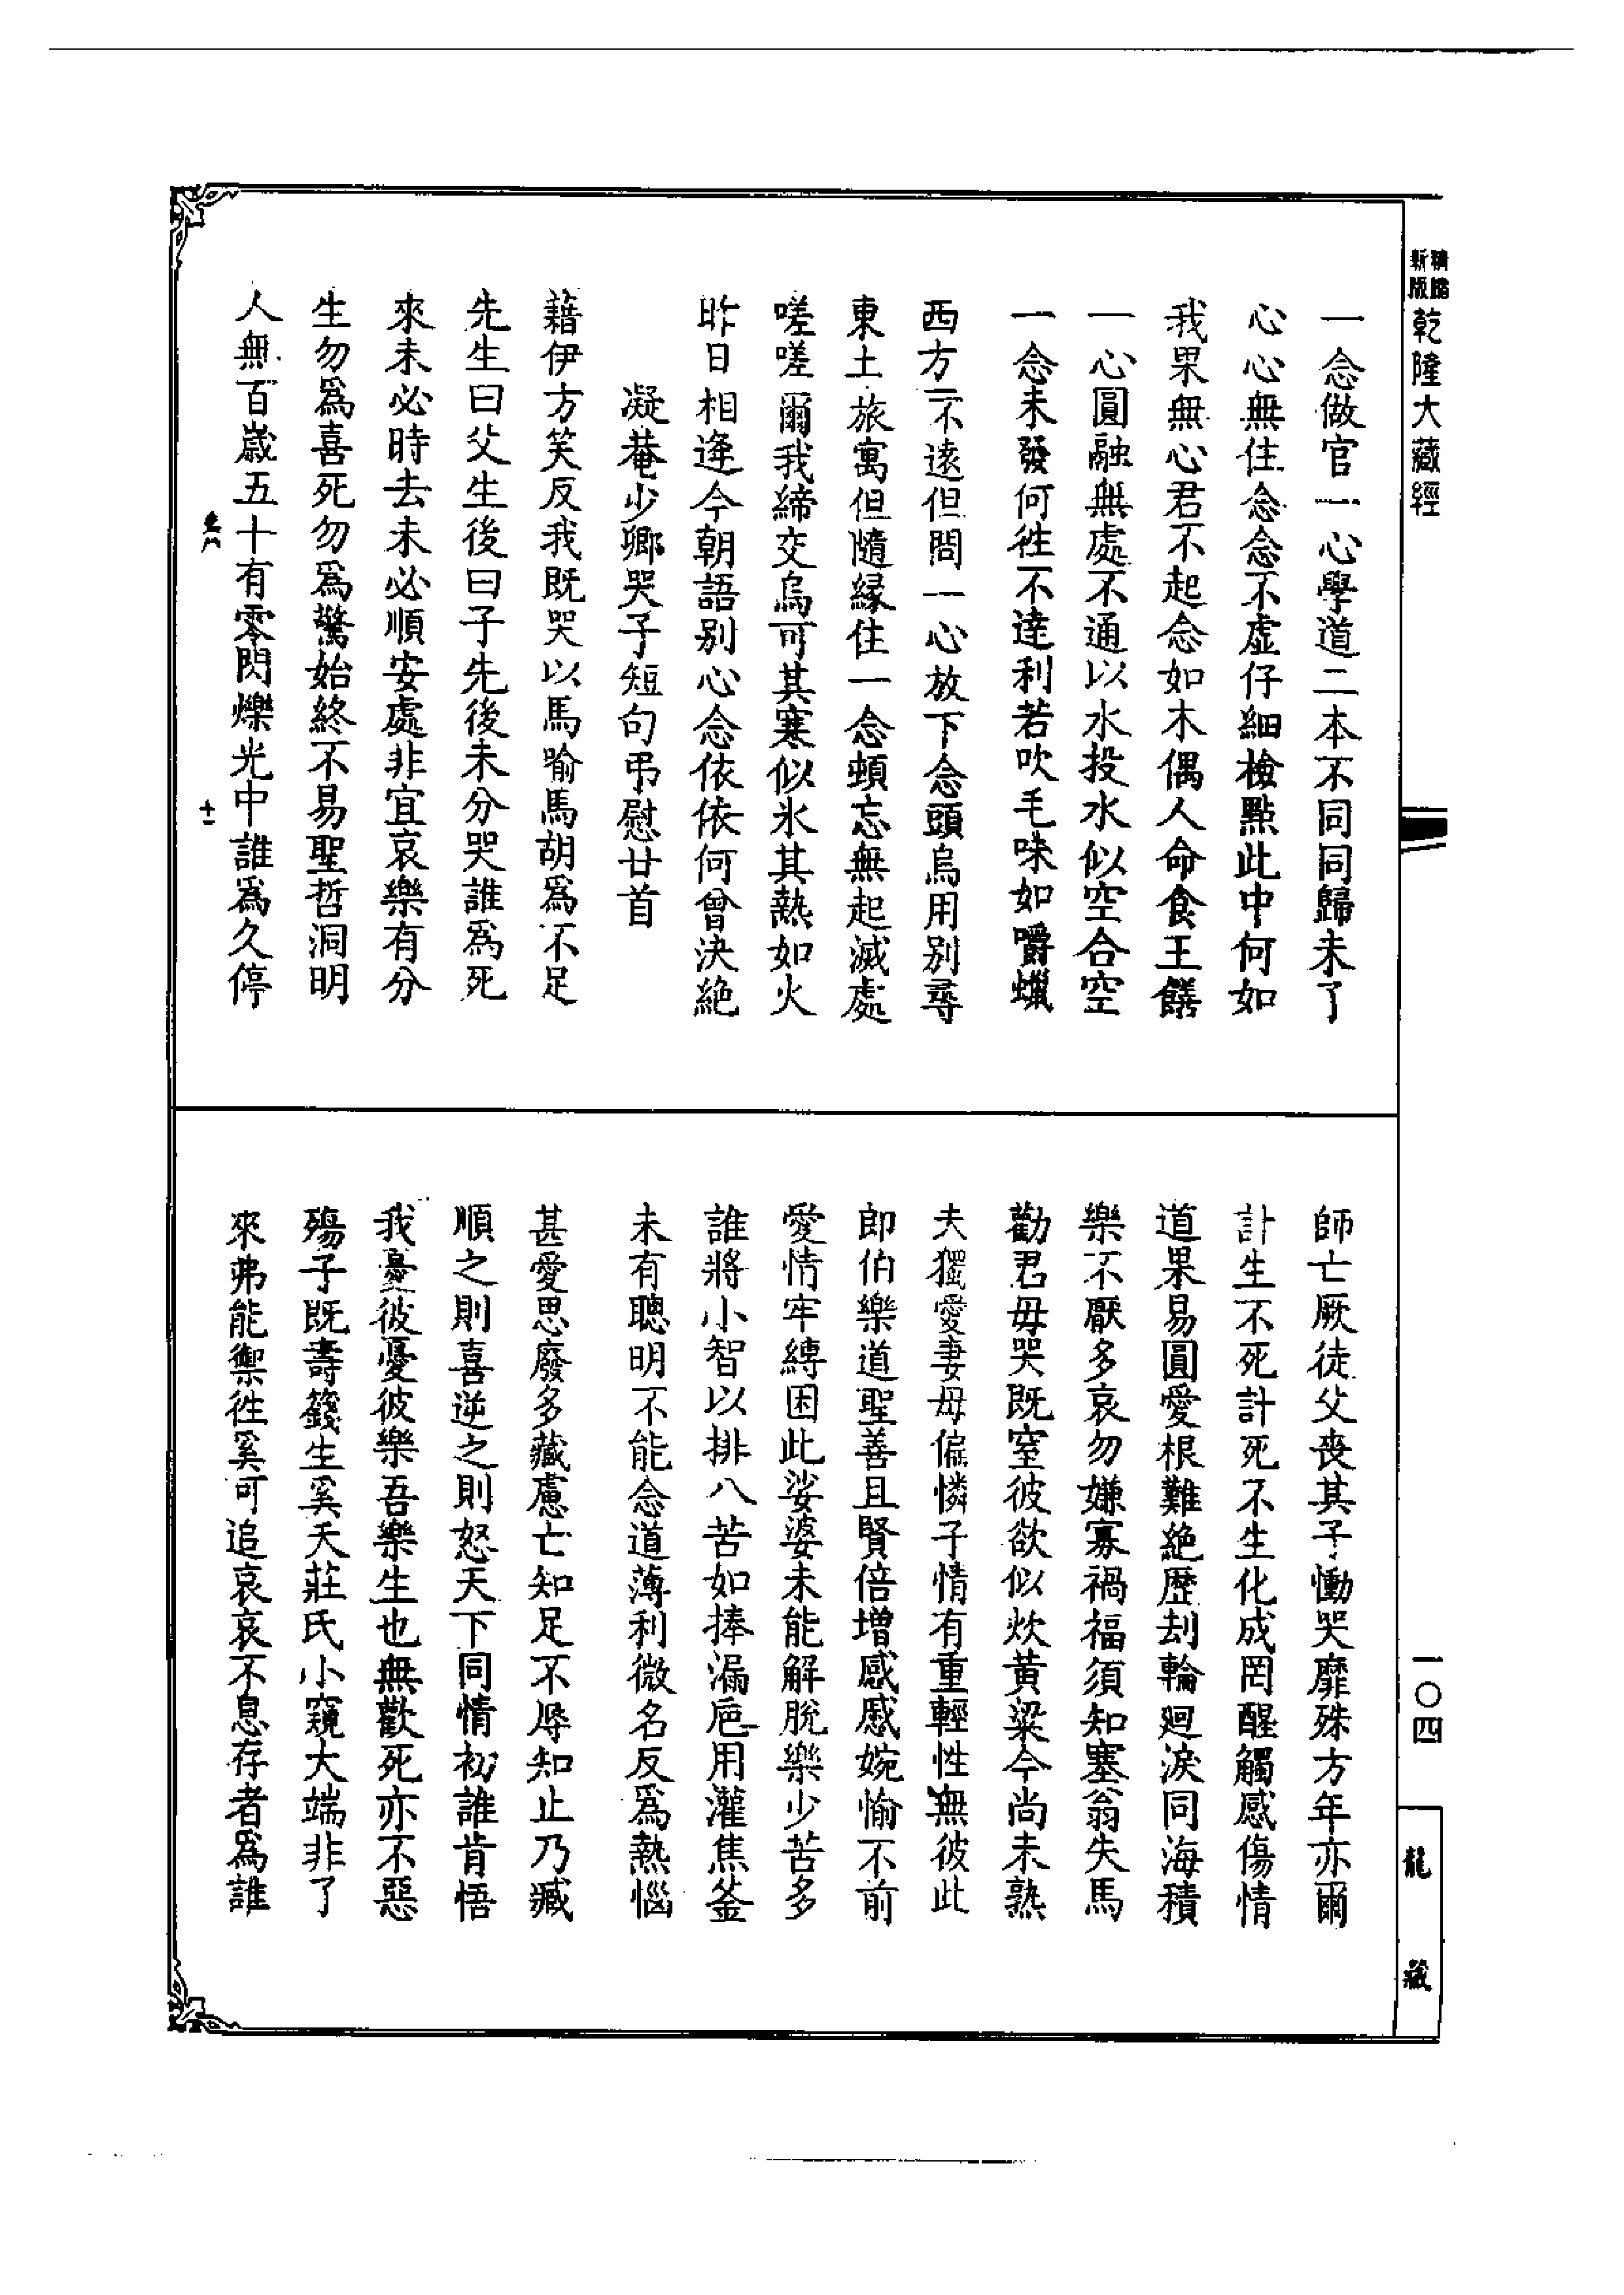 精縮
新版
乾隆大藏經
一念做官一心學道二本不同同歸未了
心心無住念念不虛仔細檢點此中何如
我果無心君不起念如木偶人命食王饍
一心圓融無處不通以水投水似空合空
一念未發何徃不達利若吹毛味如嚼蠟
西方不遠但問一心放下念頭烏用別尋
東土旅寓但隨緣住一念頓忘無起滅處
嗟嗟爾我締交烏可其寒似氷其熱如火
昨日相逢今朝語別心念依依何曾決絕
凝菴少卿哭子短句弔慰廿首
藉伊方笑反我既哭以馬喻馬胡爲不足
先生曰父生後曰子先後未分哭誰爲死
來未必時去未必順安處非宜哀樂有分
生勿爲喜死勿爲驚始終不易聖哲洞明
人無百歲五十有零閃爍光中誰爲久停
十二
一〇四
龍藏
師亡厥徒父喪其子慟哭靡殊方年亦爾
計生不死計死不生化成罔醒觸感傷情
道果易圓愛根難絕歷刦輪廻淚同海積
樂不厭多哀勿嫌寡禍福須知塞翁失馬
勸君毋哭既窒彼欲似炊黃粱今尚未熟
夫獨愛妻毋偏憐子情有重輕性無彼此
郎伯樂道聖善且賢倍增感慼婉愉不前
愛情牢縛困此娑婆未能解脫樂少苦多
誰將小智以排八苦如捧漏巵用灌焦釜
未有聰明不能念道薄利微名反爲熱惱
甚愛思廢多藏慮亡知足不辱知止乃臧
順之則喜逆之則怒天下同情初誰肯悟
我憂彼憂彼樂吾樂生也無歡死亦不惡
殤子既壽籛生奚夭莊氏小窺大端非了
來弗能禦徃奚可追哀哀不息存者爲誰